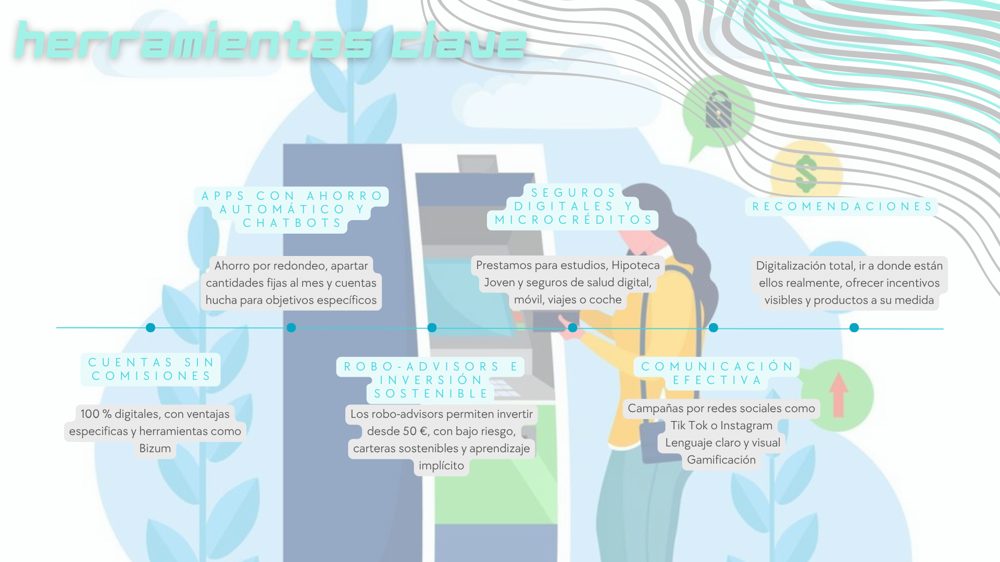 herramientas clave
APPS CON AHORRO
AUTOMÁTICO Y
CHATBOTS
Ahorro por redondeo, apartar
cantidades fijas al mes y cuentas
hucha para objetivos específicos
SEGUROS
DIGITALES Y
MICROCRÉDITOS
Prestamos para estudios, Hipoteca
Joven y seguros de salud digital,
móvil, viajes o coche
RECOMENDACIONES
Digitalización total, ir a donde están
ellos realmente, ofrecer incentivos
visibles y productos a su medida
CUENTAS SIN
COMISIONES
100 % digitales, con ventajas
especificas y herramientas como
Bizum
ROBO-ADVISORS E
INVERSIÓN
SOSTENIBLE
Los robo-advisors permiten invertir
desde 50 €, con bajo riesgo,
carteras sostenibles y aprendizaje
implícito
COMUNICACIÓN
EFECTIVA
Campañas por redes sociales como
Tik Tok o Instagram
Lenguaje claro y visual
Gamificación